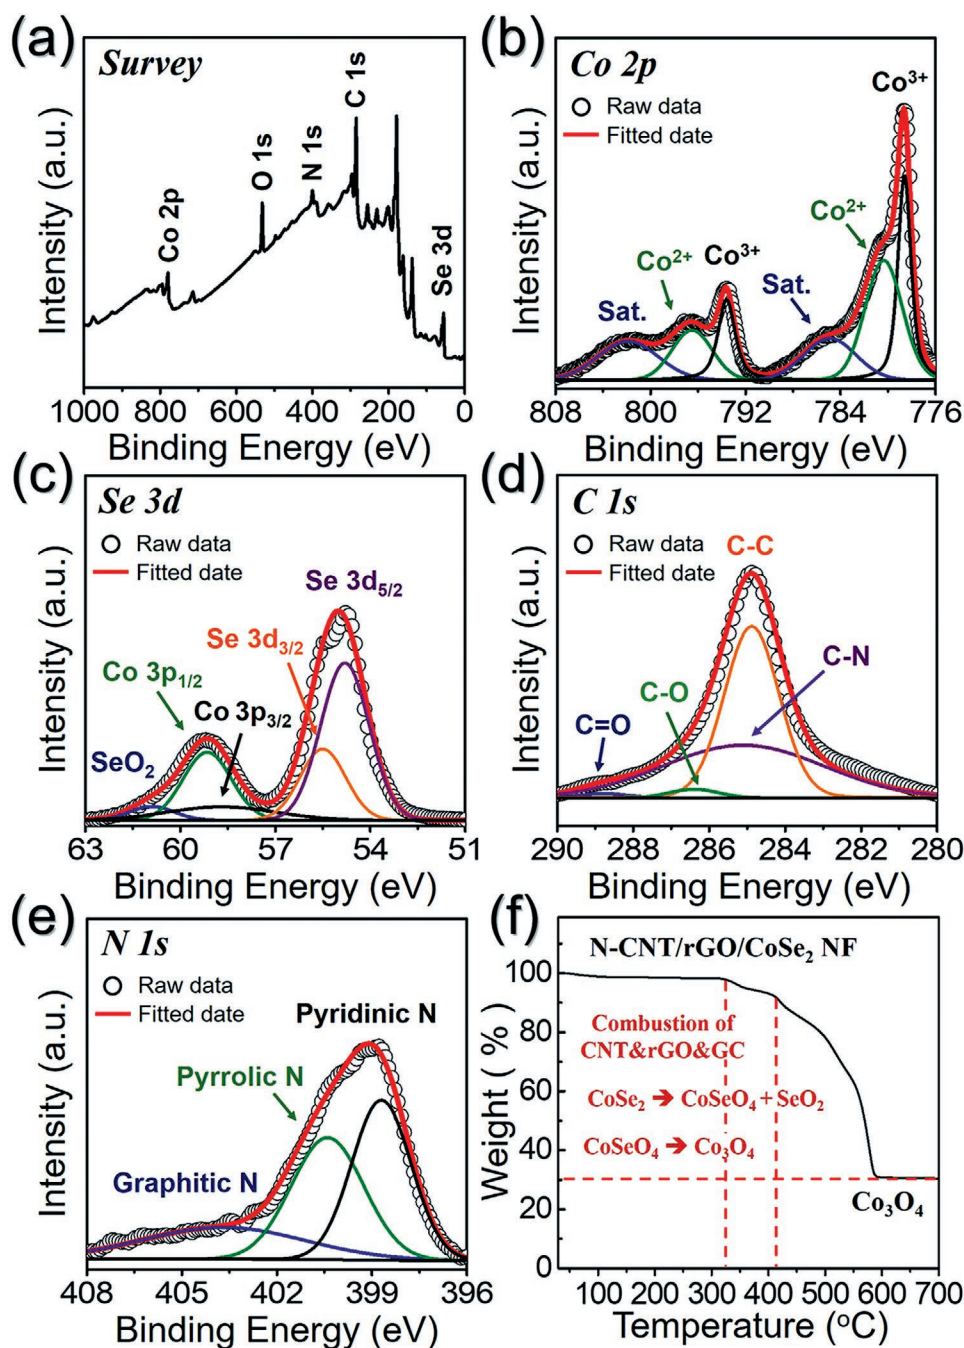 (a)
Survey
Co 2p
O 1s
N 1s
C 1s
Se 3d
Intensity (a.u.)
1000 800 600 400 200 0
Binding Energy (eV)
(b)
Co 2p
Raw data
Fitted date
Co³⁺
Co²⁺
Co²⁺
Co³⁺
Sat.
Sat.
Intensity (a.u.)
808 800 792 784 776
Binding Energy (eV)
(c)
Se 3d
Raw data
Fitted date
Se 3d₅/₂
Se 3d₃/₂
Co 3p₁/₂
Co 3p₃/₂
SeO₂
Intensity (a.u.)
63 60 57 54 51
Binding Energy (eV)
(d)
C 1s
Raw data
Fitted date
C-C
C-N
C-O
C=O
Intensity (a.u.)
290 288 286 284 282 280
Binding Energy (eV)
(e)
N 1s
Raw data
Fitted date
Pyridinic N
Pyrrolic N
Graphitic N
Intensity (a.u.)
408 405 402 399 396
Binding Energy (eV)
(f)
N-CNT/rGO/CoSe₂ NF
Combustion of
CNT&rGO&GC
CoSe₂ ➔ CoSeO₄ + SeO₂
CoSeO₄ ➔ Co₃O₄
Co₃O₄
Weight ( %)
100
80
60
40
20
0
100 200 300 400 500 600 700
Temperature (°C)